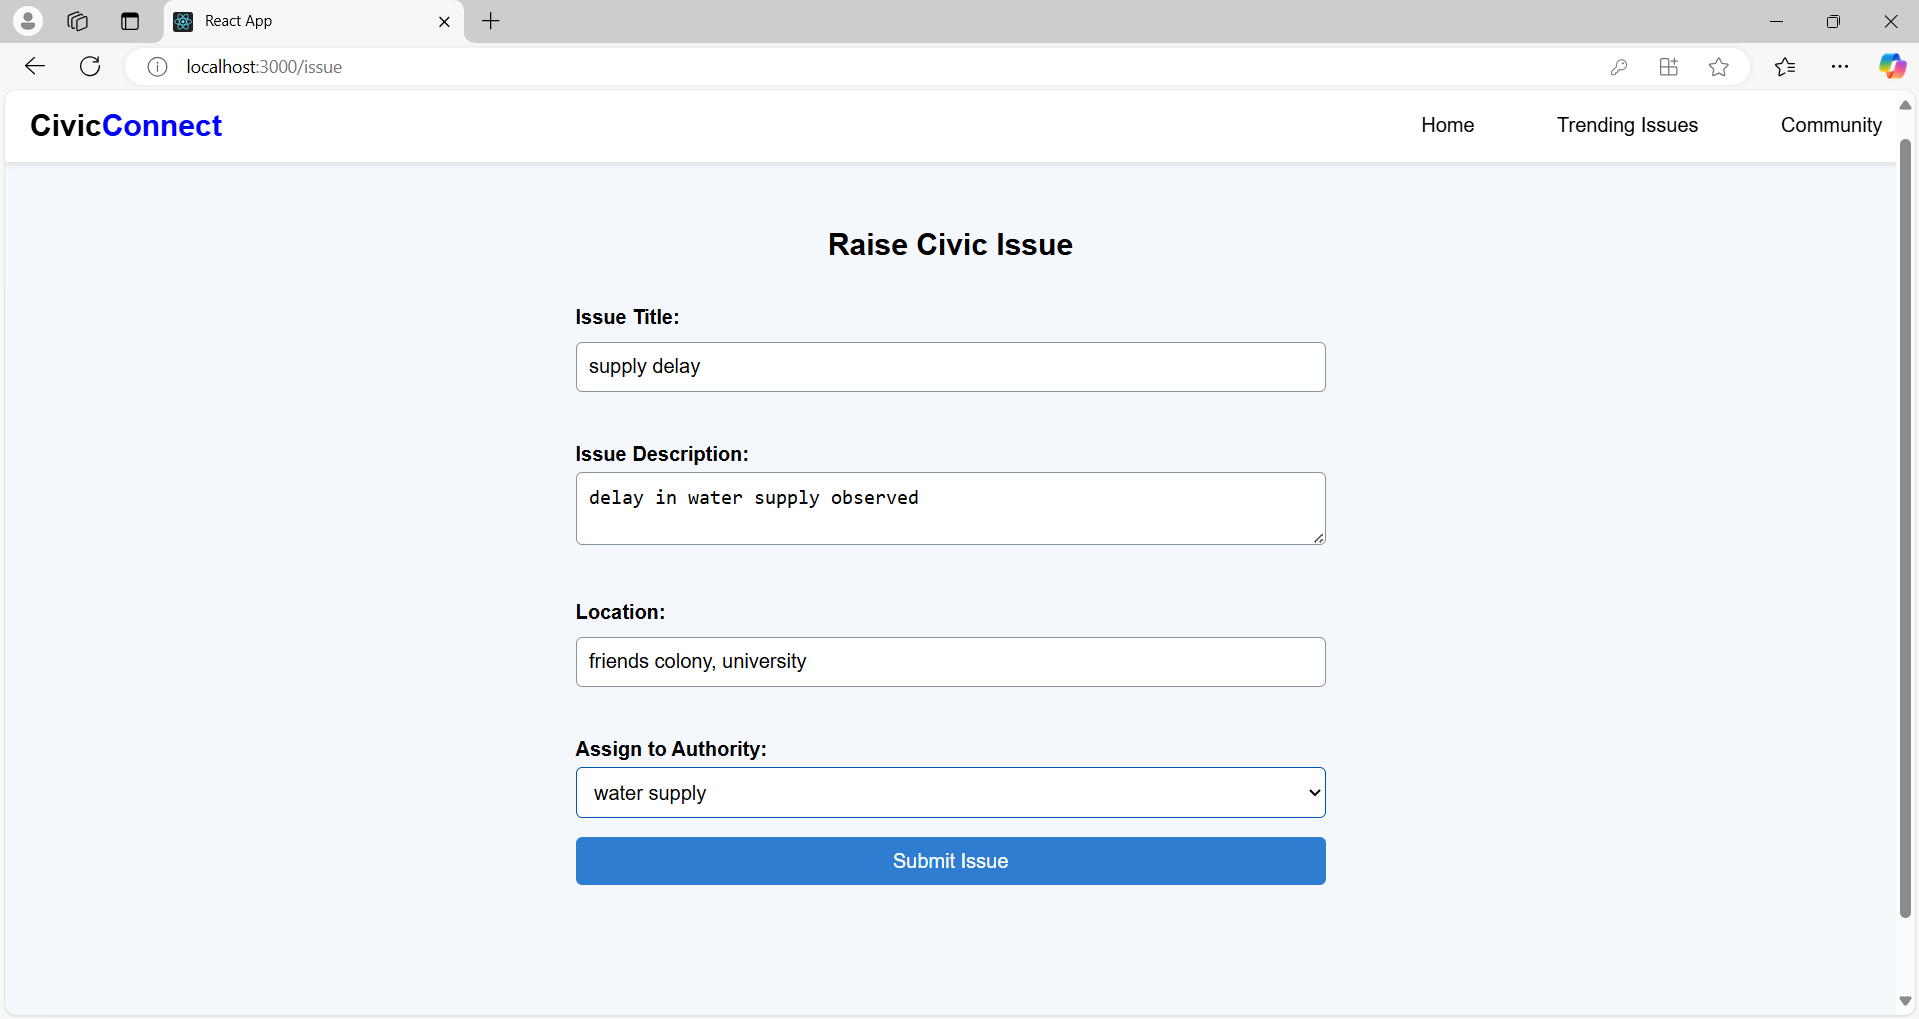 React App
localhost:3000/issue
CivicConnect
Home
Trending Issues
Community
Raise Civic Issue
Issue Title:
supply delay
Issue Description:
delay in water supply observed
Location:
friends colony, university
Assign to Authority:
water supply
Submit Issue